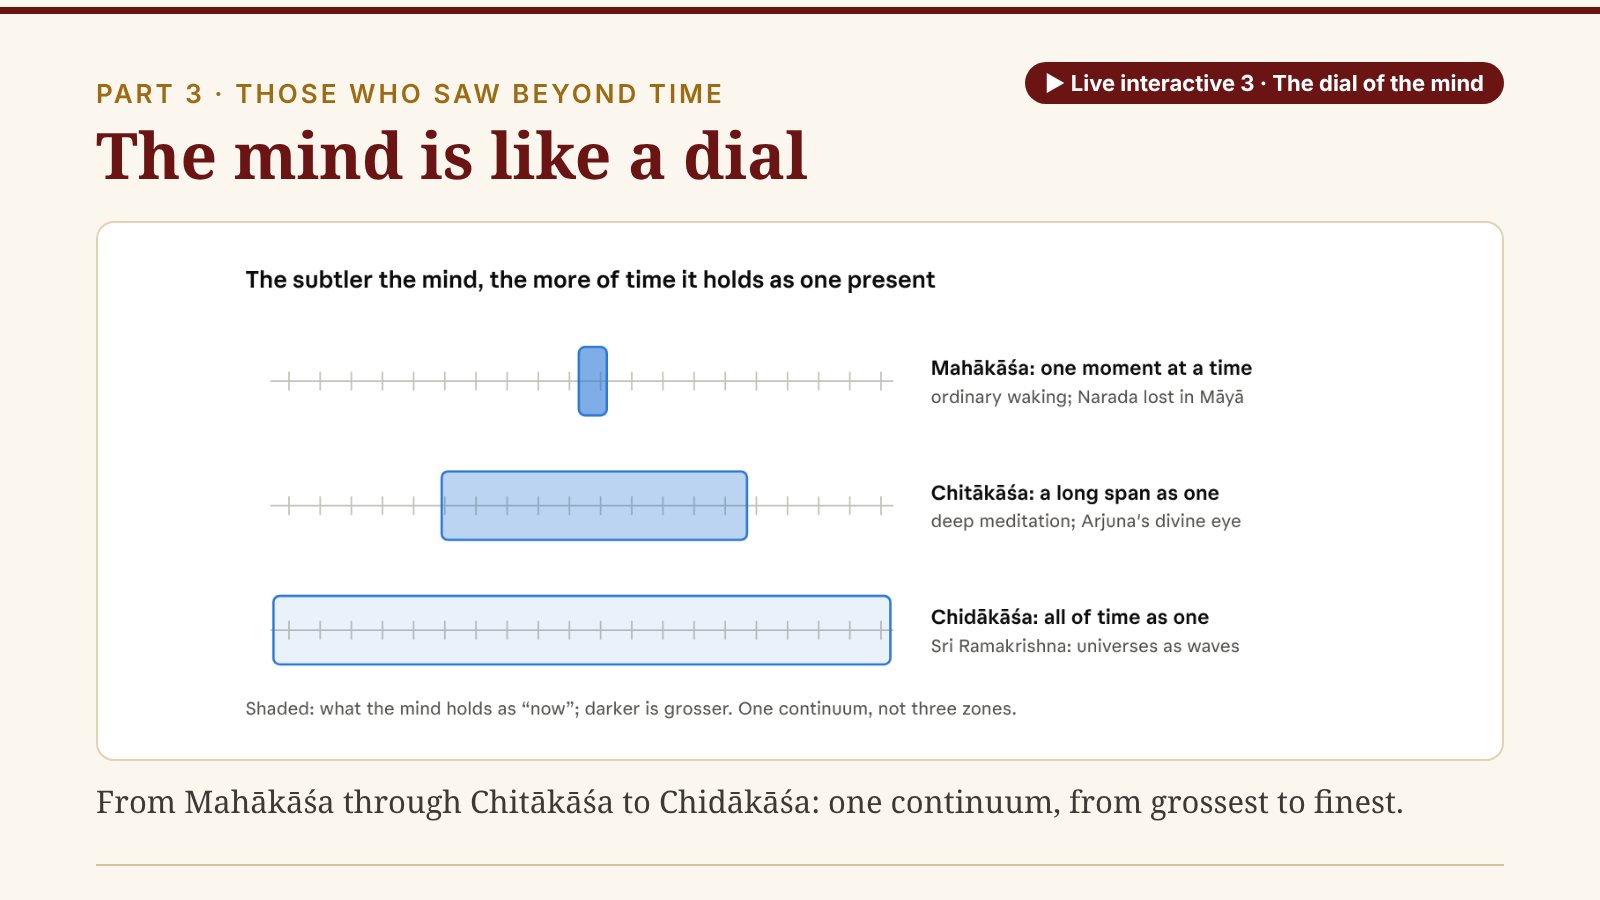 PART 3 · THOSE WHO SAW BEYOND TIME
▶ Live interactive 3 · The dial of the mind
The mind is like a dial
The subtler the mind, the more of time it holds as one present
Mahākāśa: one moment at a time
ordinary waking; Narada lost in Māyā
Chitākāśa: a long span as one
deep meditation; Arjuna's divine eye
Chidākāśa: all of time as one
Sri Ramakrishna: universes as waves
Shaded: what the mind holds as “now”; darker is grosser. One continuum, not three zones.
From Mahākāśa through Chitākāśa to Chidākāśa: one continuum, from grossest to finest.